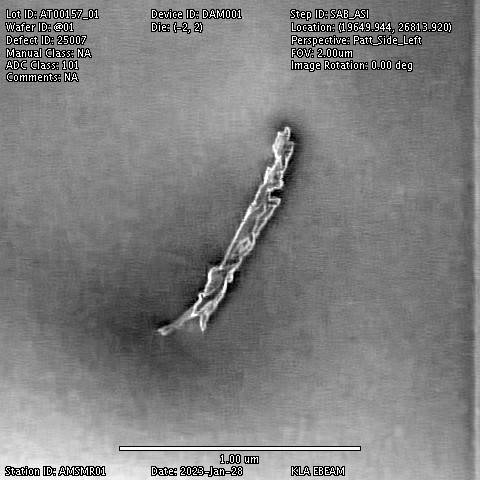 Lot ID: AT00157_01
Wafer ID: @01
Defect ID: 25007
Manual Class: NA
ADC Class: 101
Comments: NA
Device ID: DAM001
Die: (-2, 2)
Step ID: SAB_ASI
Location: (19649.944, 26813.920)
Perspective: Patt_Side_Left
FOV: 2.00um
Image Rotation: 0.00 deg
1.00 um
Station ID: AMSMR01
Date: 2023-Jan-28
KLA EBEAM